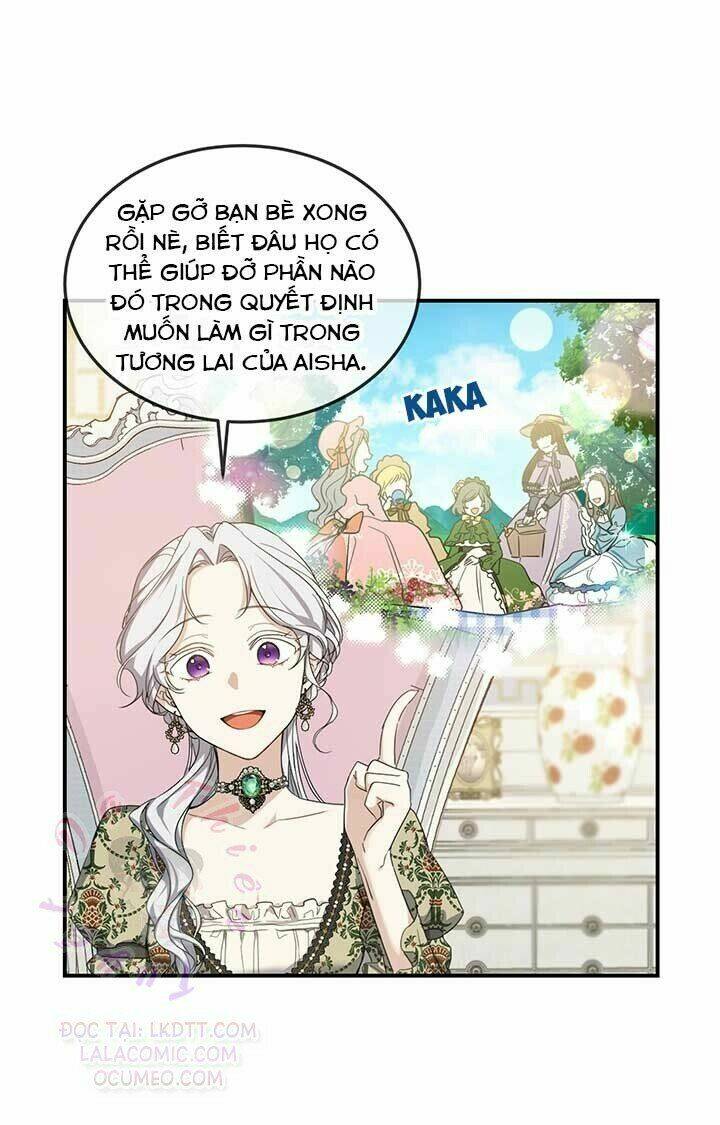 GẶP GỠ BẠN BÈ XONG
RỒI NÈ, BIẾT ĐÂU HỌ CÓ
THỂ GIÚP ĐỠ PHẦN NÀO
ĐÓ TRONG QUYẾT ĐỊNH
MUỐN LÀM GÌ TRONG
TƯƠNG LAI CỦA AISHA.
KAKA
ĐỌC TẠI: LKDTT.COM
LALACOMIC.COM
OCUMEO.COM